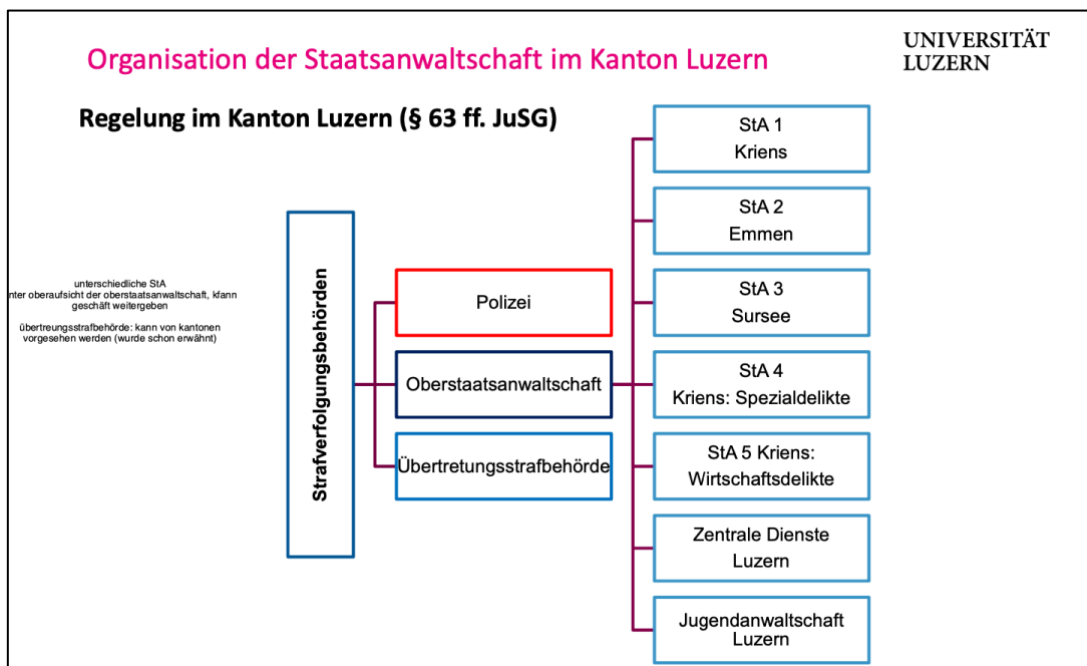 Organisation der Staatsanwaltschaft im Kanton Luzern
UNIVERSITÄT
LUZERN
Regelung im Kanton Luzern (§ 63 ff. JuSG)
unterschiedliche StA
nter oberaufsicht der oberstaatsanwaltschaft, kfann
geschäft weitergeben
übertreungsstrafbehörde: kann von kantonen
vorgesehen werden (wurde schon erwähnt)
Strafverfolgungsbehörden
Polizei
Oberstaatsanwaltschaft
Übertretungsstrafbehörde
StA 1
Kriens
StA 2
Emmen
StA 3
Sursee
StA 4
Kriens: Spezialdelikte
StA 5 Kriens:
Wirtschaftsdelikte
Zentrale Dienste
Luzern
Jugendanwaltschaft
Luzern